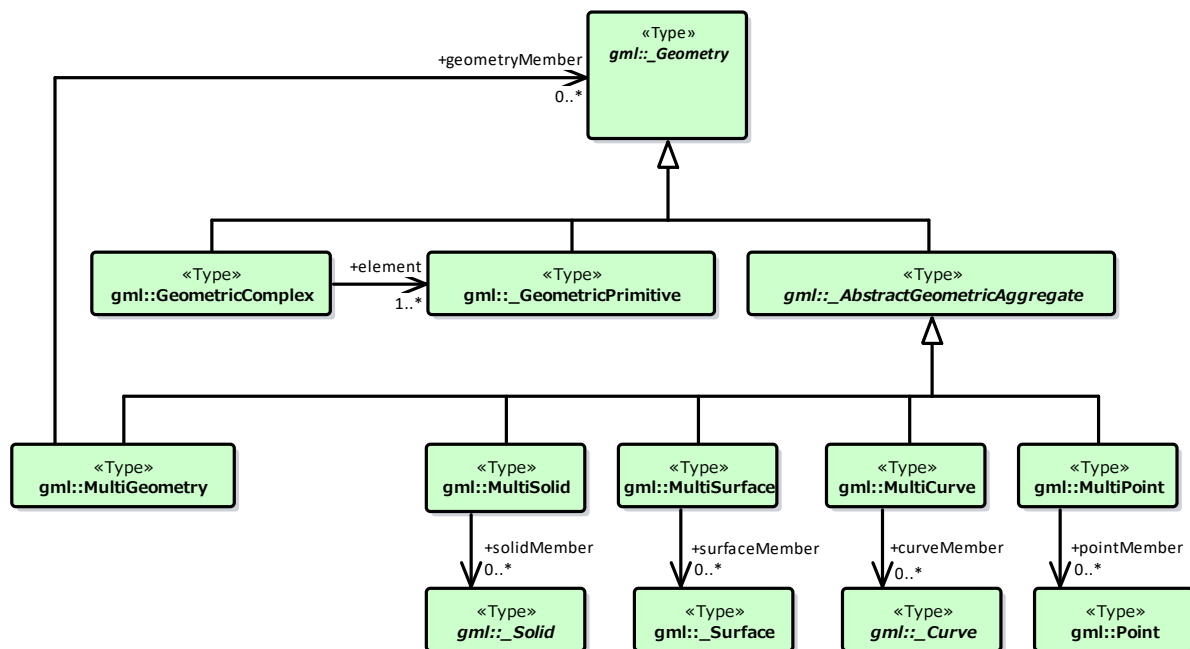 «Type»
gml::_Geometry
+geometryMember
0..*
«Type»
gml::GeometricComplex
+element
1..*
«Type»
gml::_GeometricPrimitive
«Type»
gml::_AbstractGeometricAggregate
«Type»
gml::MultiGeometry
«Type»
gml::MultiSolid
«Type»
gml::MultiSurface
«Type»
gml::MultiCurve
«Type»
gml::MultiPoint
+solidMember
0..*
+surfaceMember
0..*
+curveMember
0..*
+pointMember
0..*
«Type»
gml::_Solid
«Type»
gml::_Surface
«Type»
gml::_Curve
«Type»
gml::Point